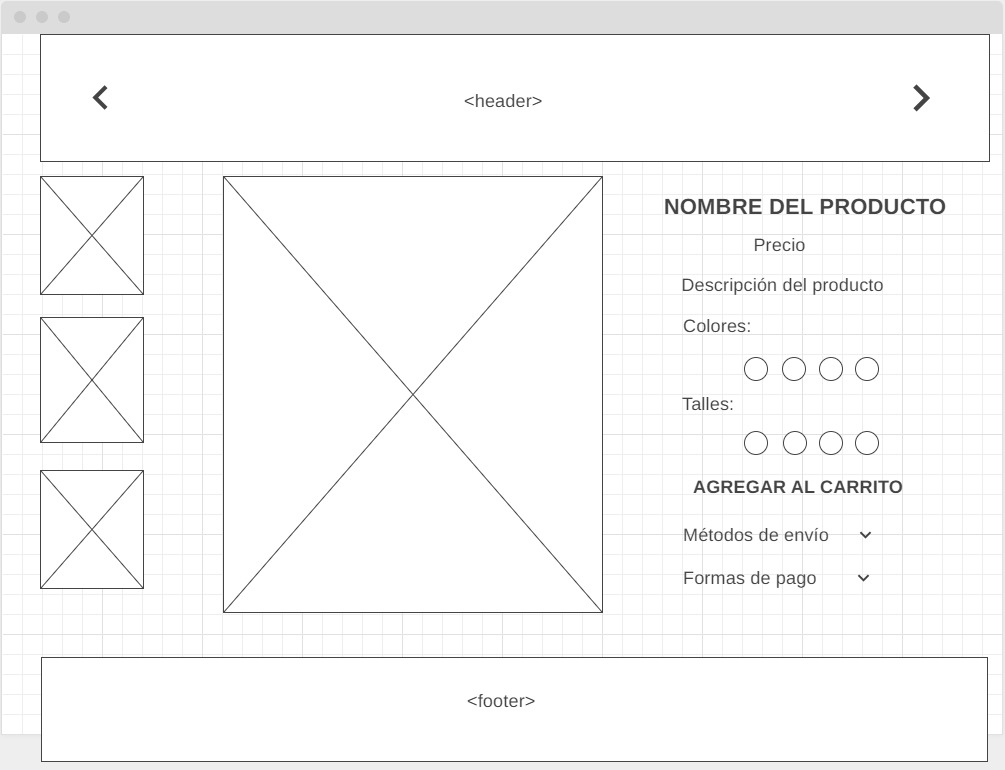 <header>
NOMBRE DEL PRODUCTO
Precio
Descripción del producto
Colores:
Talles:
AGREGAR AL CARRITO
Métodos de envío
Formas de pago
<footer>